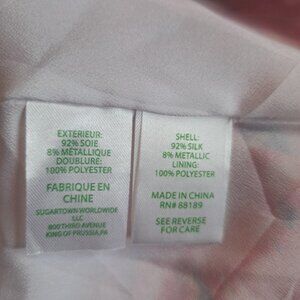 EXTERIEUR:
92% SOIE
8% MÉTALLIQUE
DOUBLURE:
100% POLYESTER
FABRIQUE EN
CHINE
SUGARTOWN WORLDWIDE
LLC
800 THIRD AVENUE
KING OF PRUSSIA,PA
SHELL:
92% SILK
8% METALLIC
LINING:
100% POLYESTER
MADE IN CHINA
RN# 88189
SEE REVERSE
FOR CARE